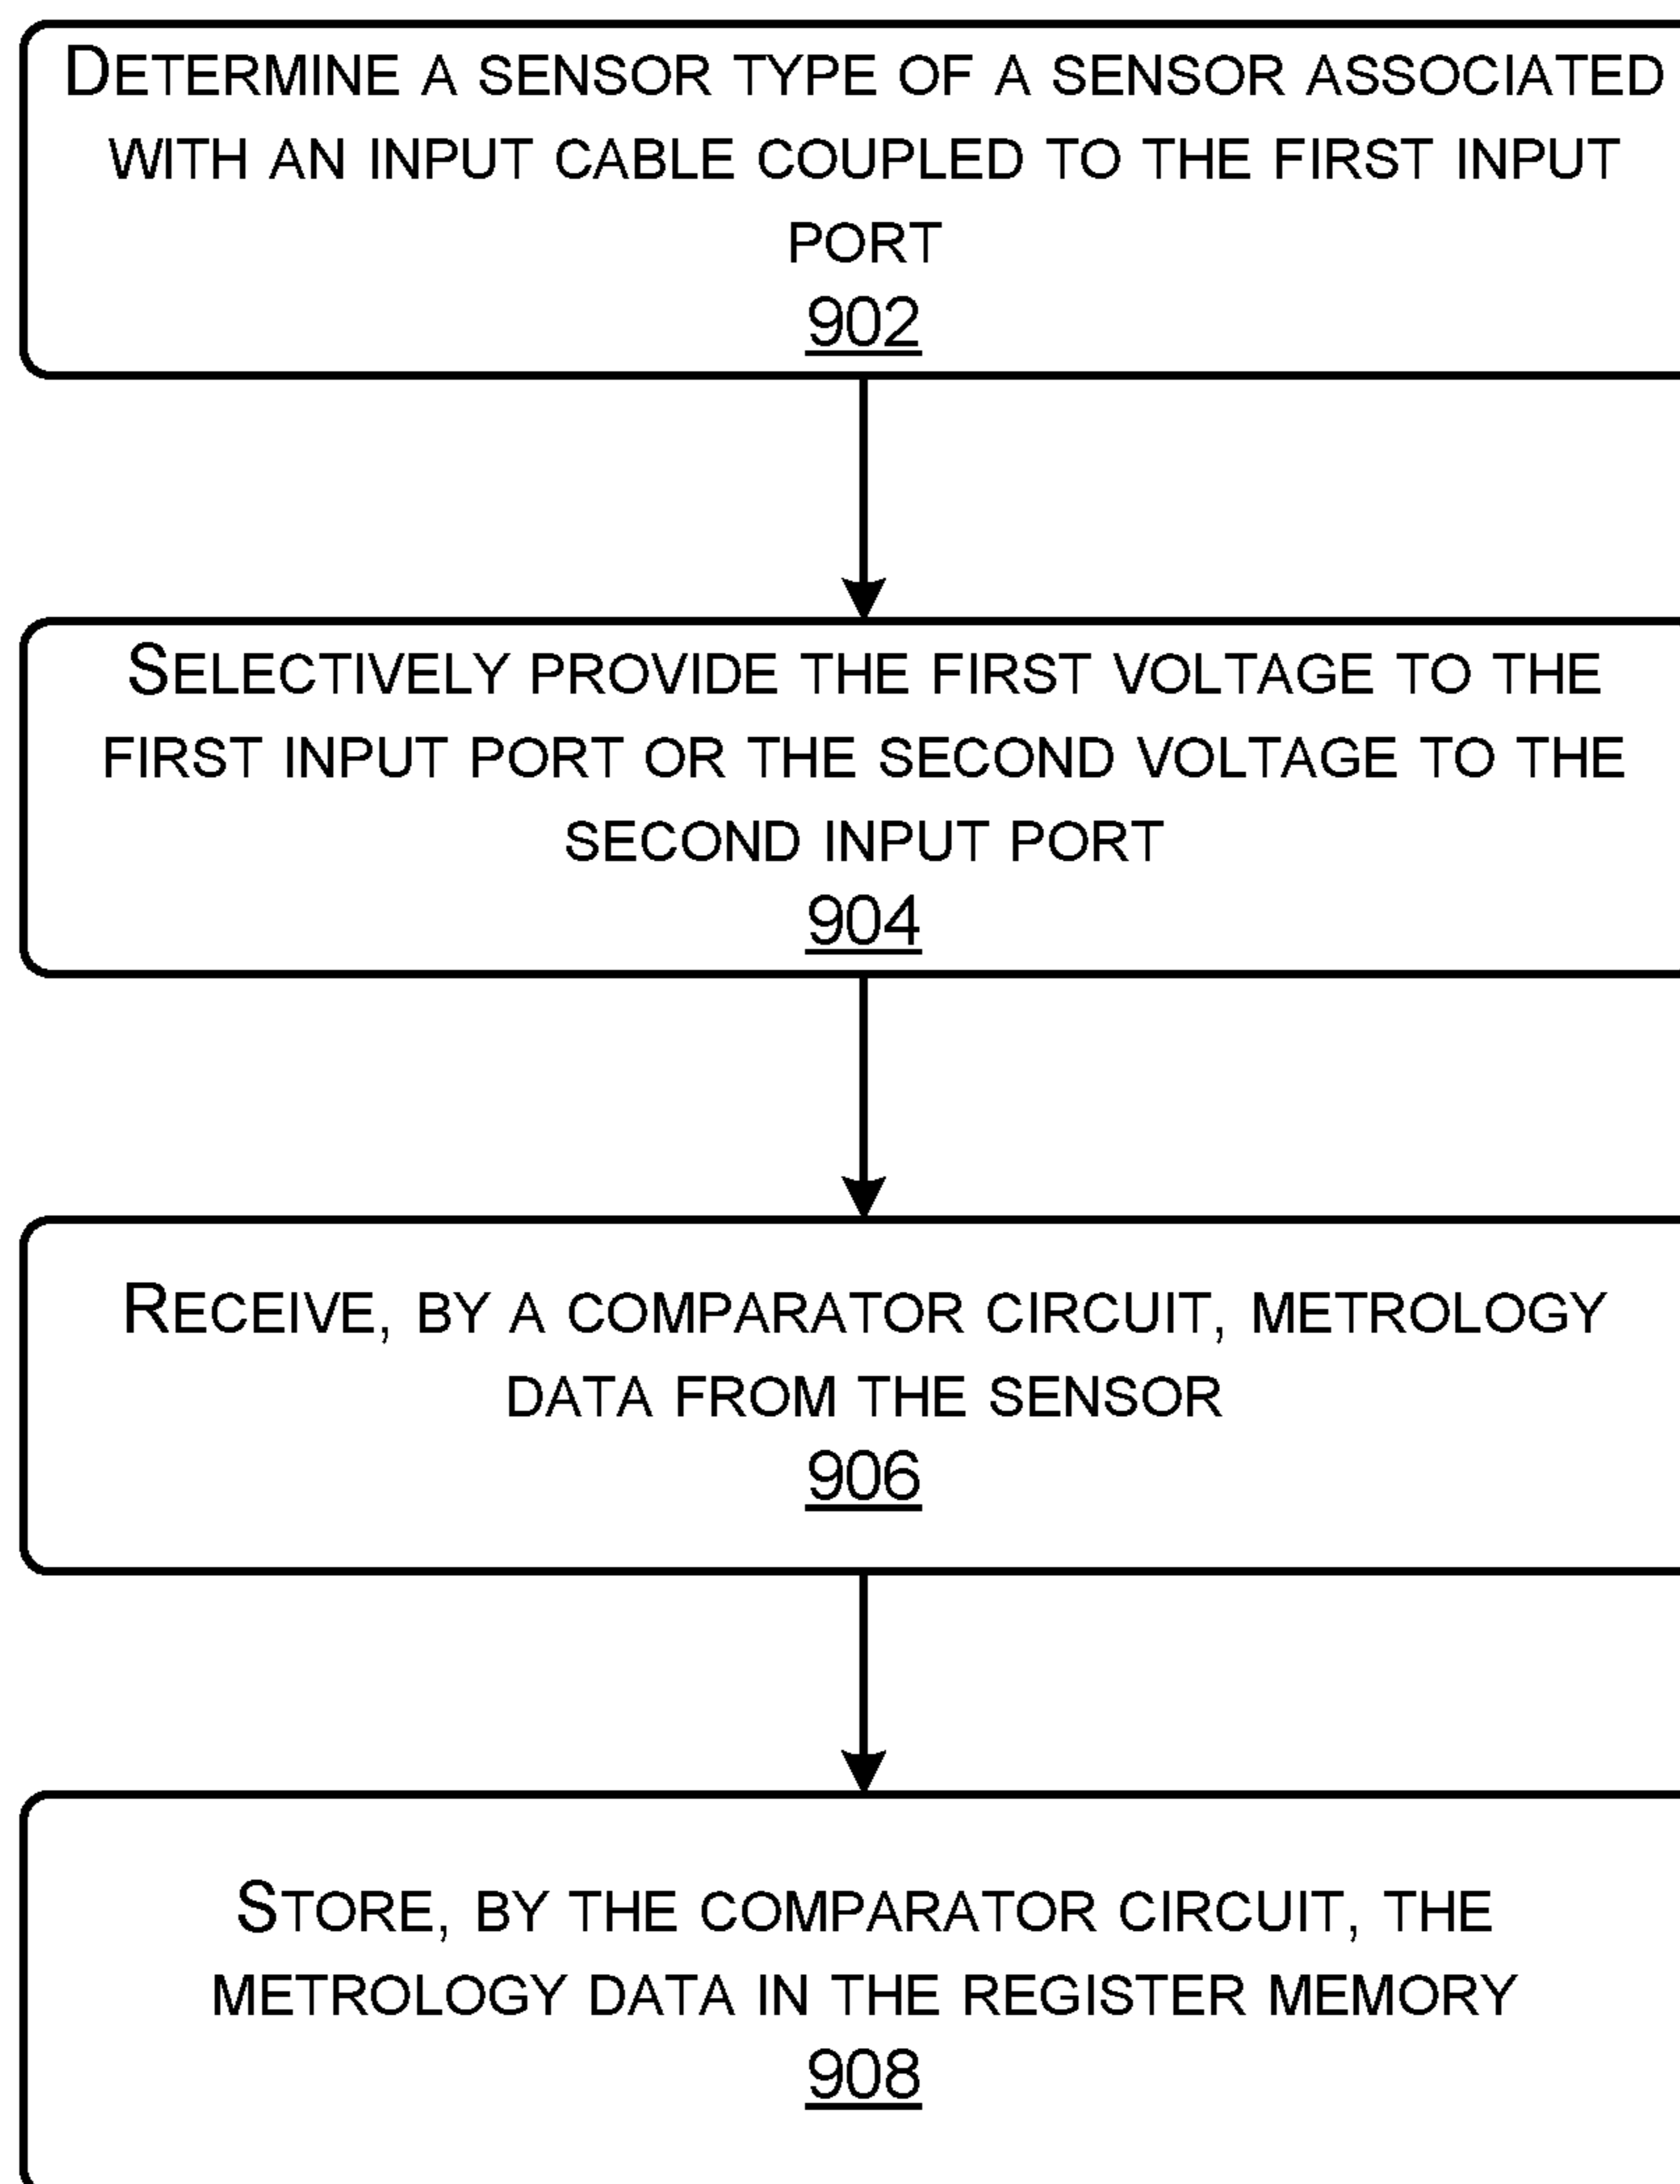 DETERMINE A SENSOR TYPE OF A SENSOR ASSOCIATED
WITH AN INPUT CABLE COUPLED TO THE FIRST INPUT
PORT
902
SELECTIVELY PROVIDE THE FIRST VOLTAGE TO THE
FIRST INPUT PORT OR THE SECOND VOLTAGE TO THE
SECOND INPUT PORT
904
RECEIVE, BY A COMPARATOR CIRCUIT, METROLOGY
DATA FROM THE SENSOR
906
STORE, BY THE COMPARATOR CIRCUIT, THE
METROLOGY DATA IN THE REGISTER MEMORY
908